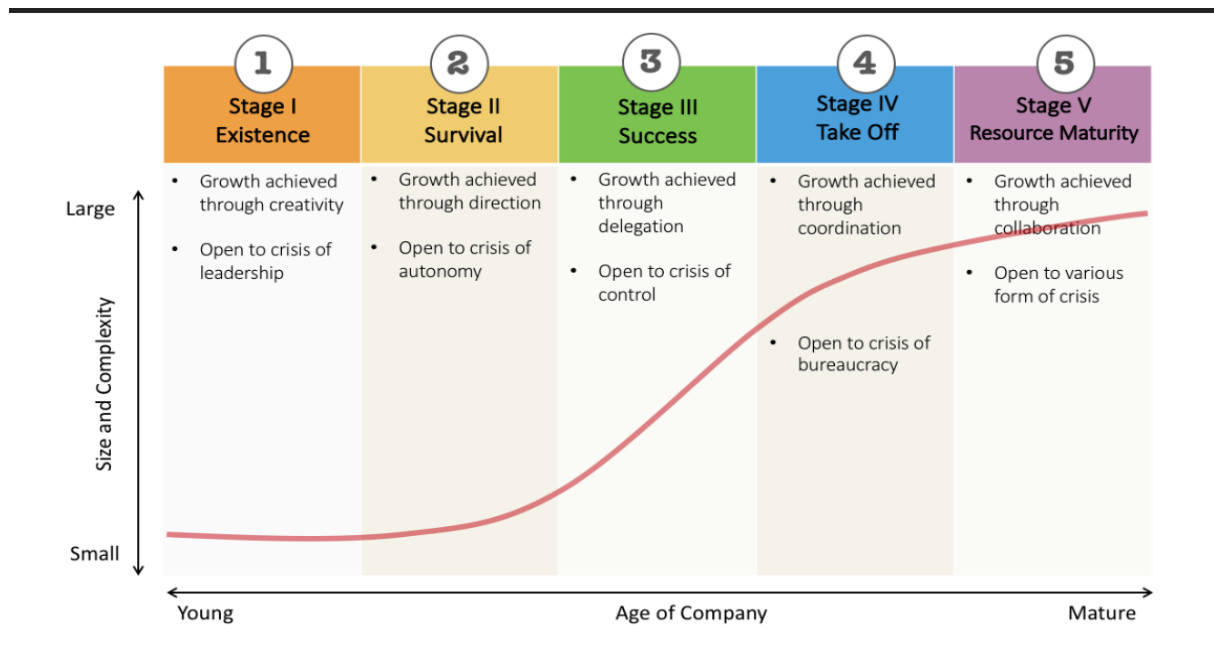 1
Stage I
Existence
2
Stage II
Survival
3
Stage III
Success
4
Stage IV
Take Off
5
Stage V
Resource Maturity
• Growth achieved
through creativity
• Open to crisis of
leadership
• Growth achieved
through direction
• Open to crisis of
autonomy
• Growth achieved
through
delegation
• Open to crisis of
control
• Growth achieved
through
coordination
• Open to crisis of
bureaucracy
• Growth achieved
through
collaboration
• Open to various
form of crisis
Large
Size and Complexity
Small
Young
Age of Company
Mature